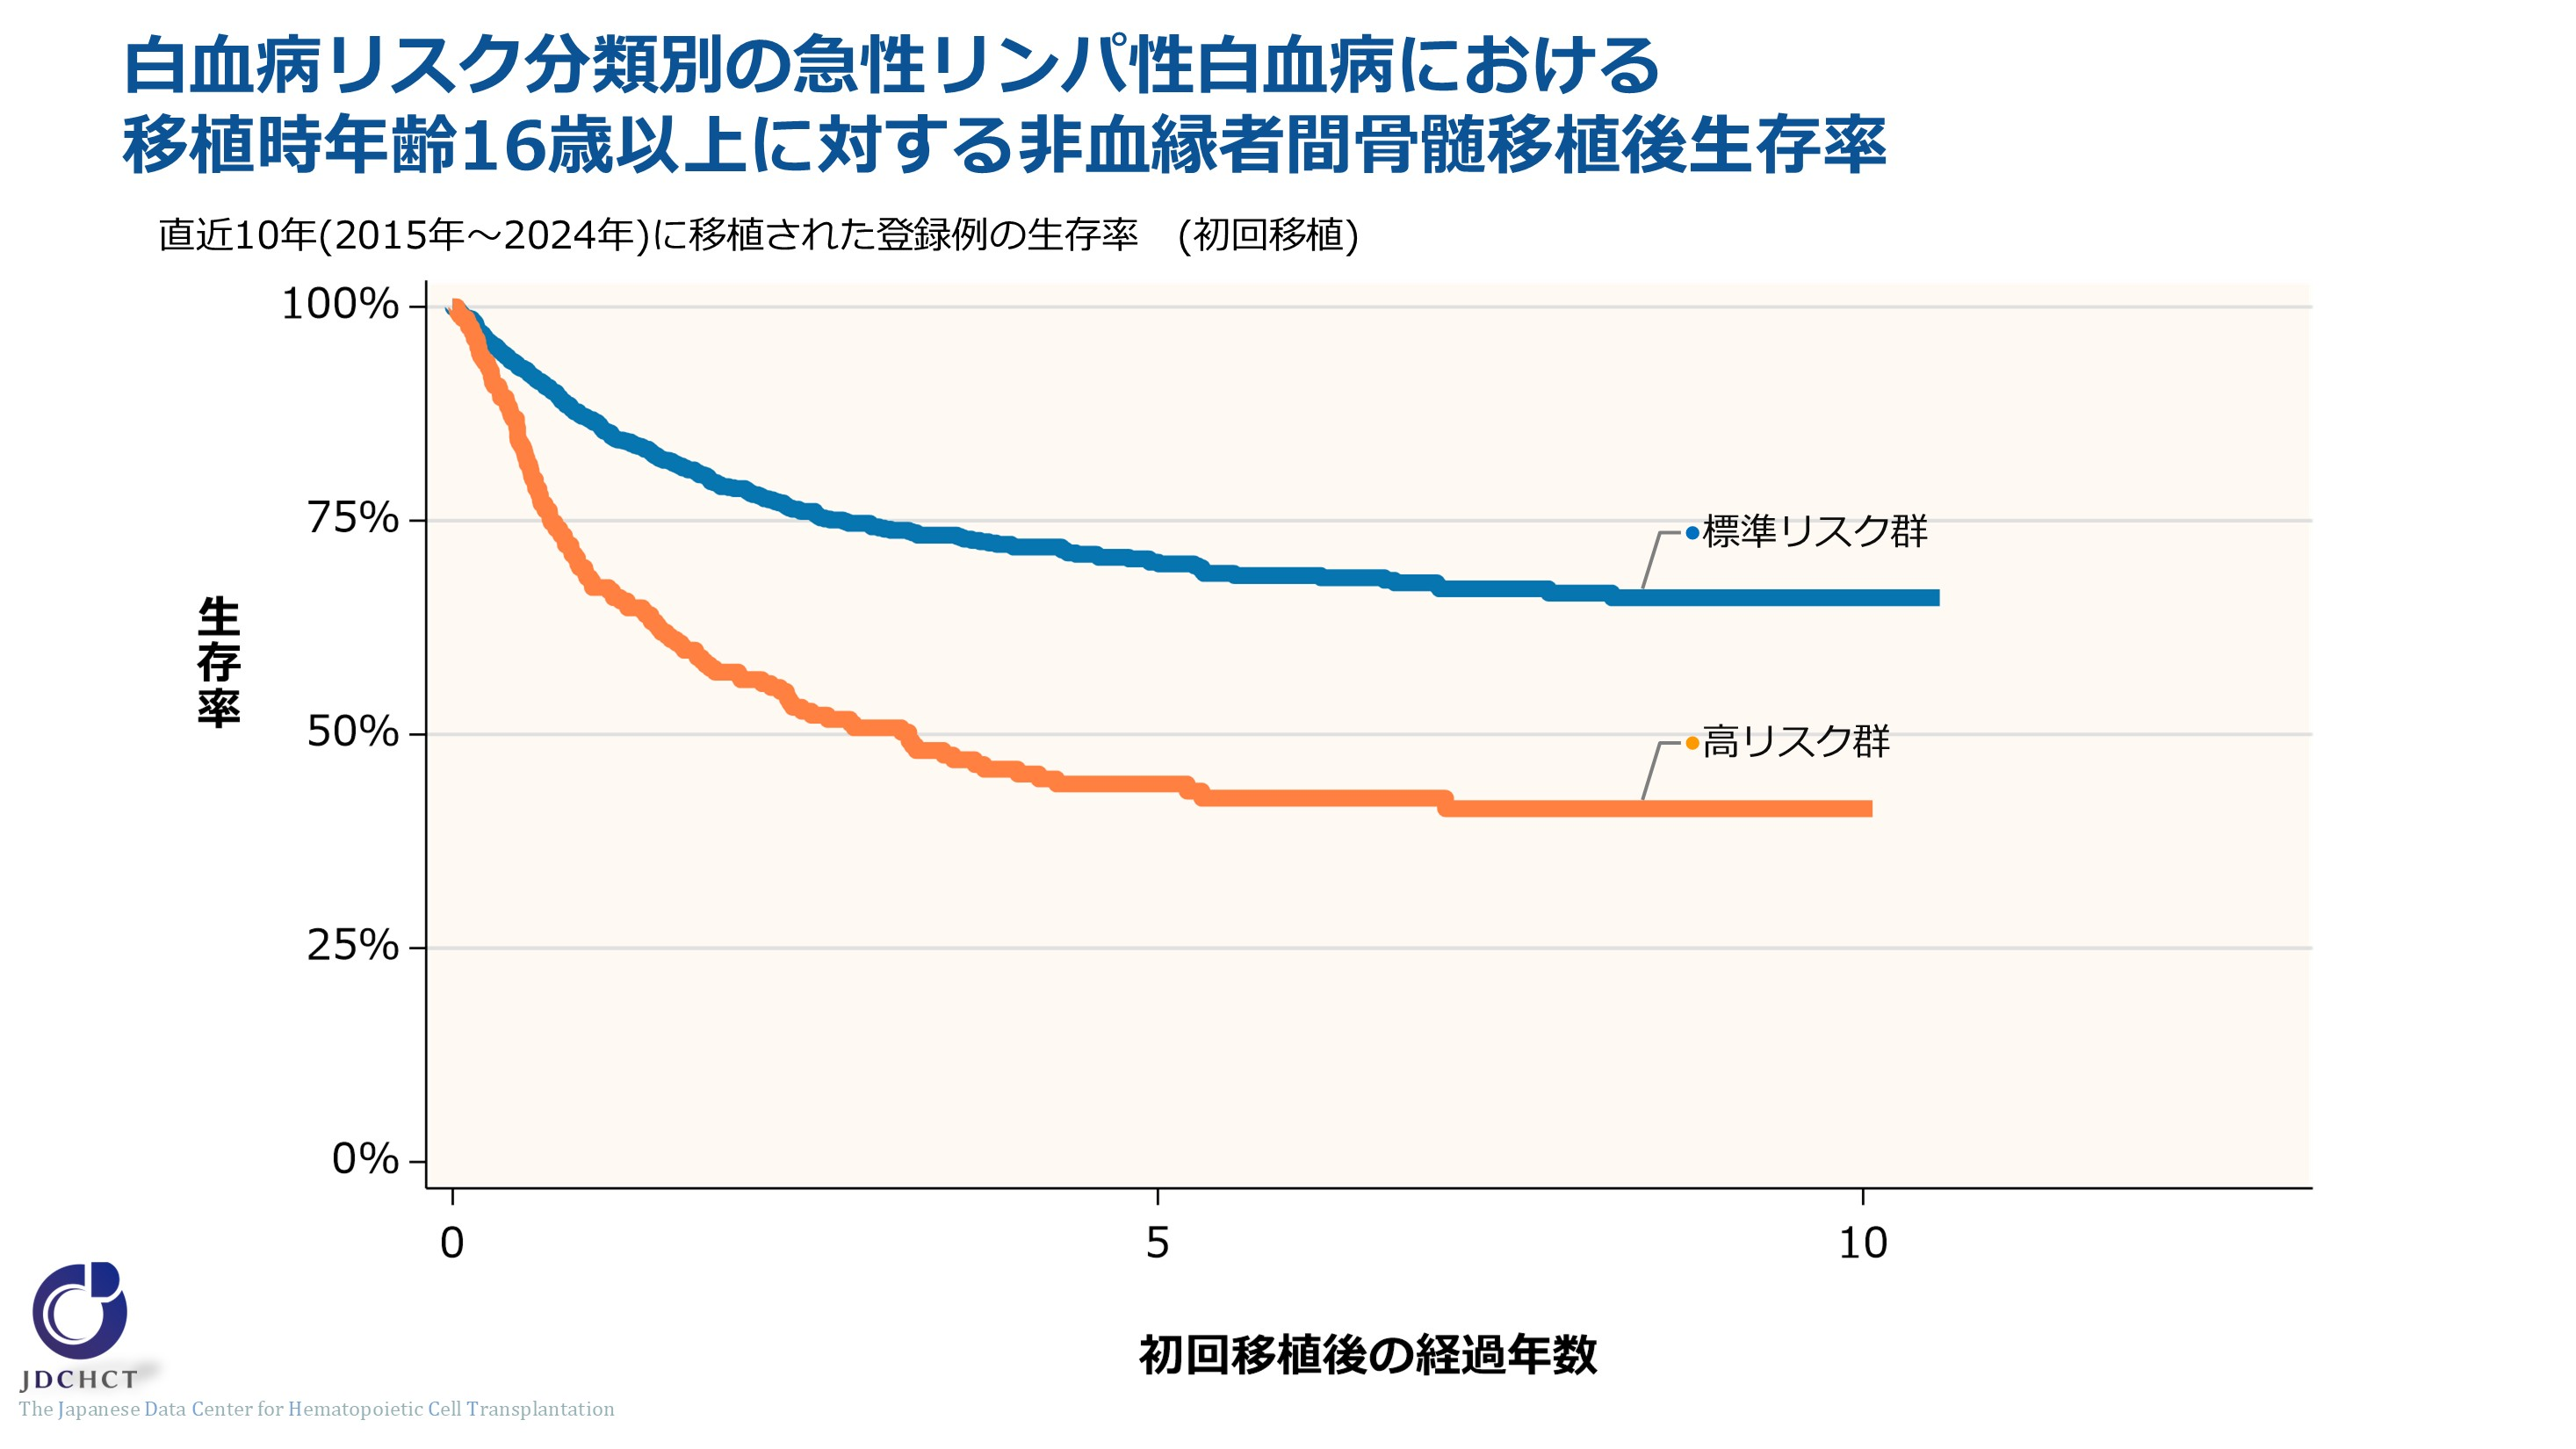 白血病リスク分類別の急性リンパ性白血病における
移植時年齢16歳以上に対する非血縁者間骨髄移植後生存率
直近10年(2015年～2024年)に移植された登録例の生存率　(初回移植)
100%
75%
50%
25%
0%
生存率
標準リスク群
高リスク群
0
5
10
初回移植後の経過年数
JDCHCT
The Japanese Data Center for Hematopoietic Cell Transplantation